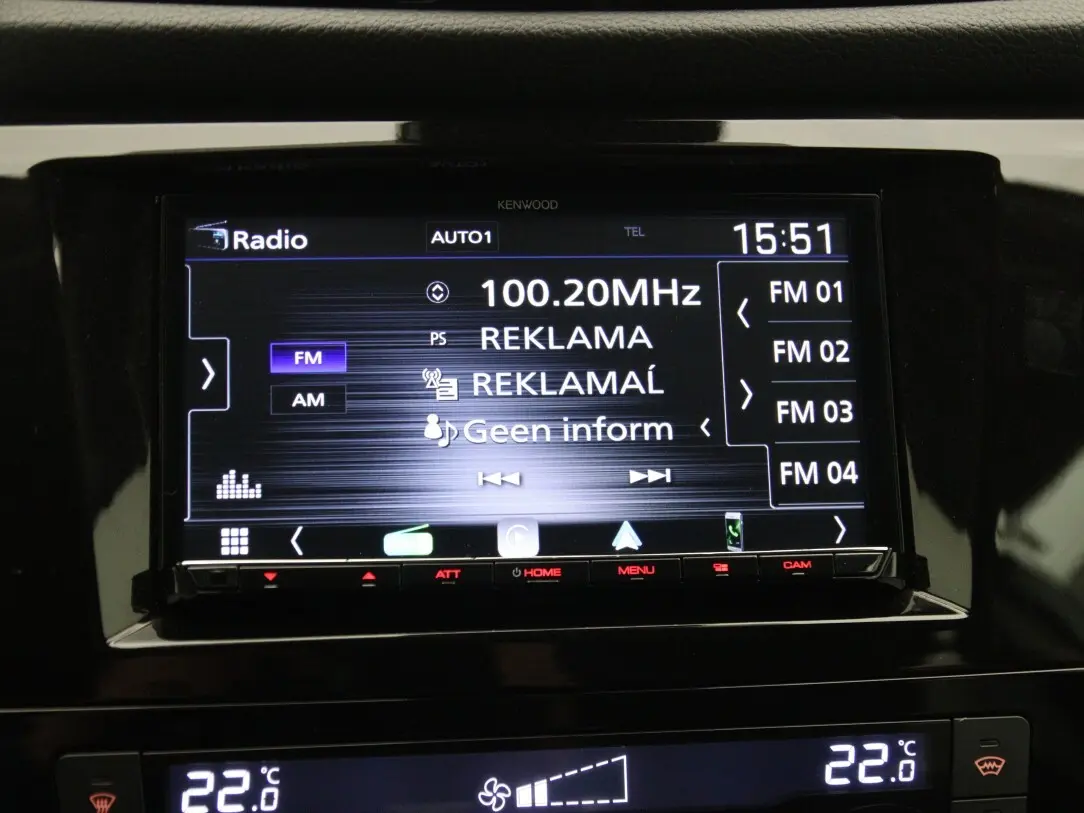 KENWOOD
Radio AUTO1 TEL 15:51
100.20MHz
PS REKLAMA
REKLAMAÍ
Geen inform
FM
AM
FM 01
FM 02
FM 03
FM 04
ATT HOME MENU CAM
22.0 °C 22.0 °C